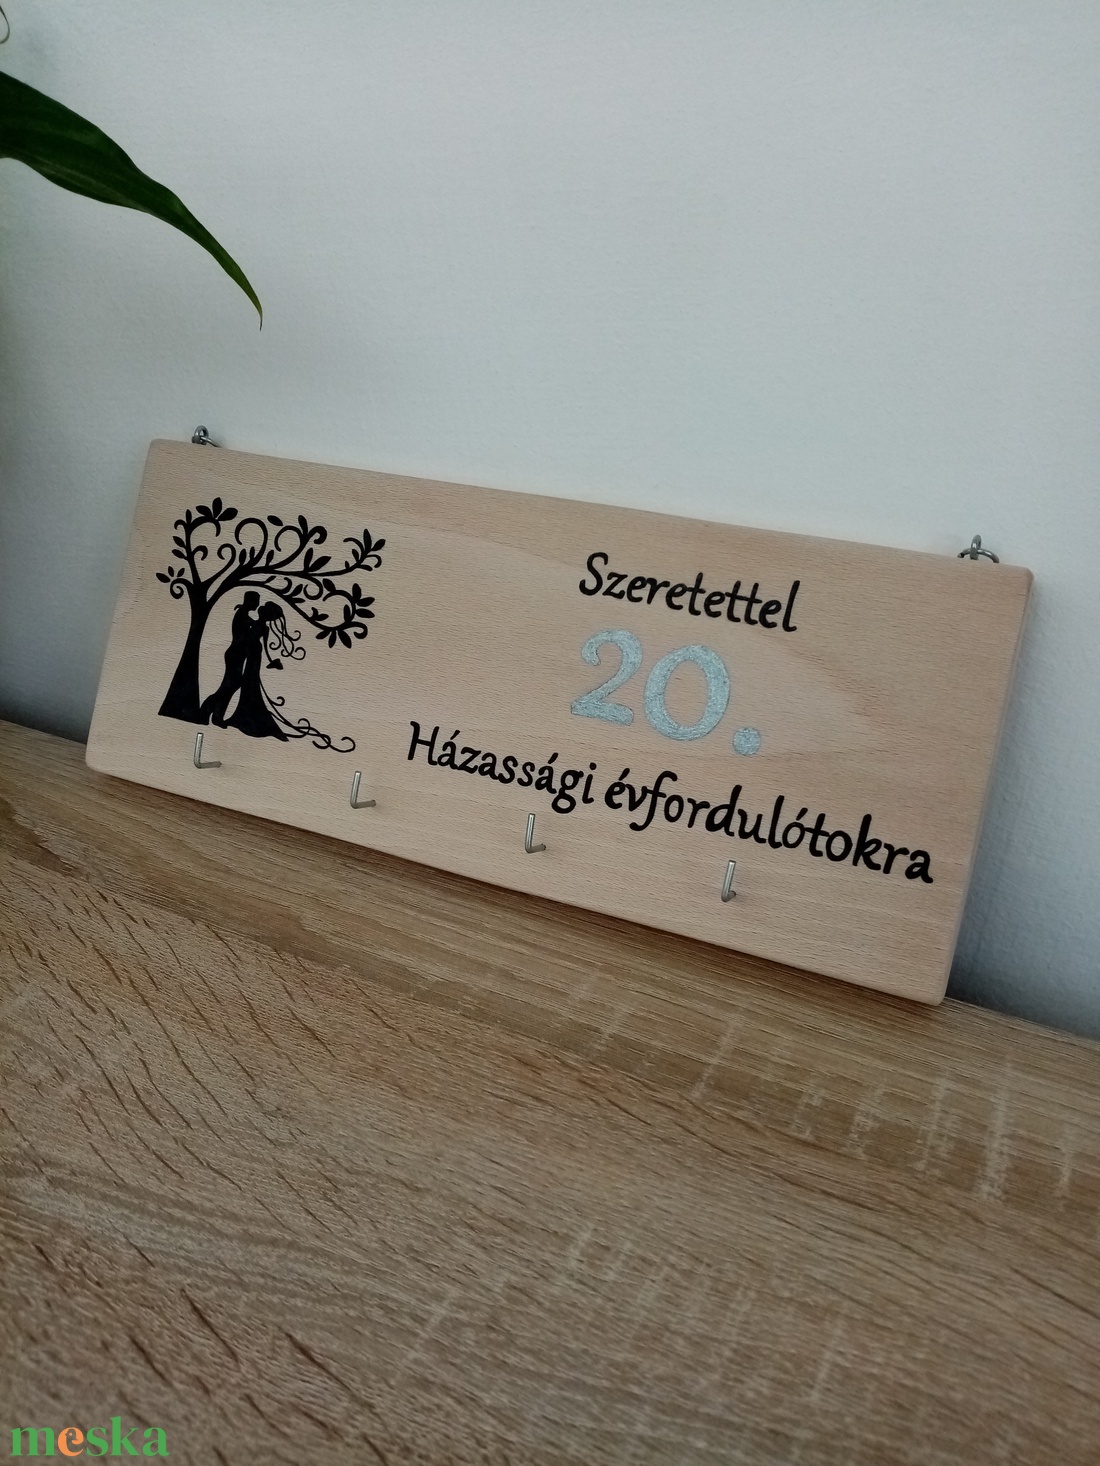 Szeretettel
20.
Házassági évfordulótokra
meska